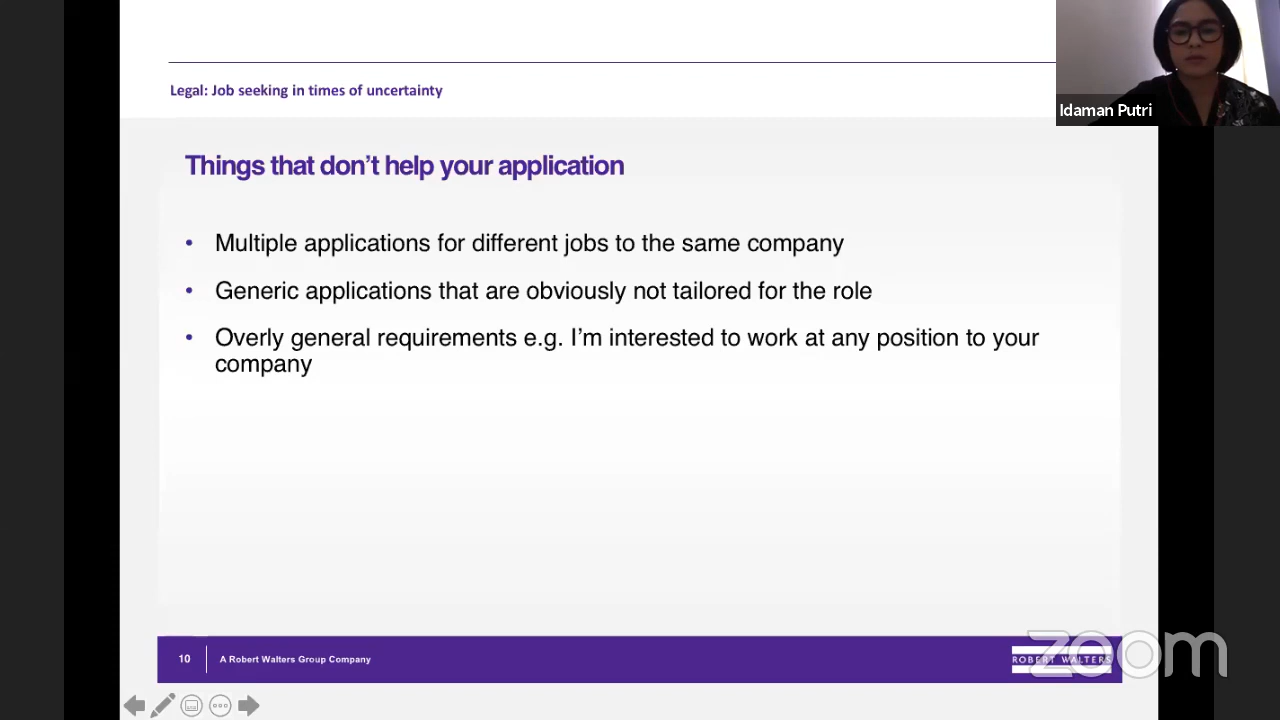 Legal: Job seeking in times of uncertainty
Idaman Putri
Things that don’t help your application
• Multiple applications for different jobs to the same company
• Generic applications that are obviously not tailored for the role
• Overly general requirements e.g. I’m interested to work at any position to your
company
10
A Robert Walters Group Company
ROBERT WALTERS
zoom